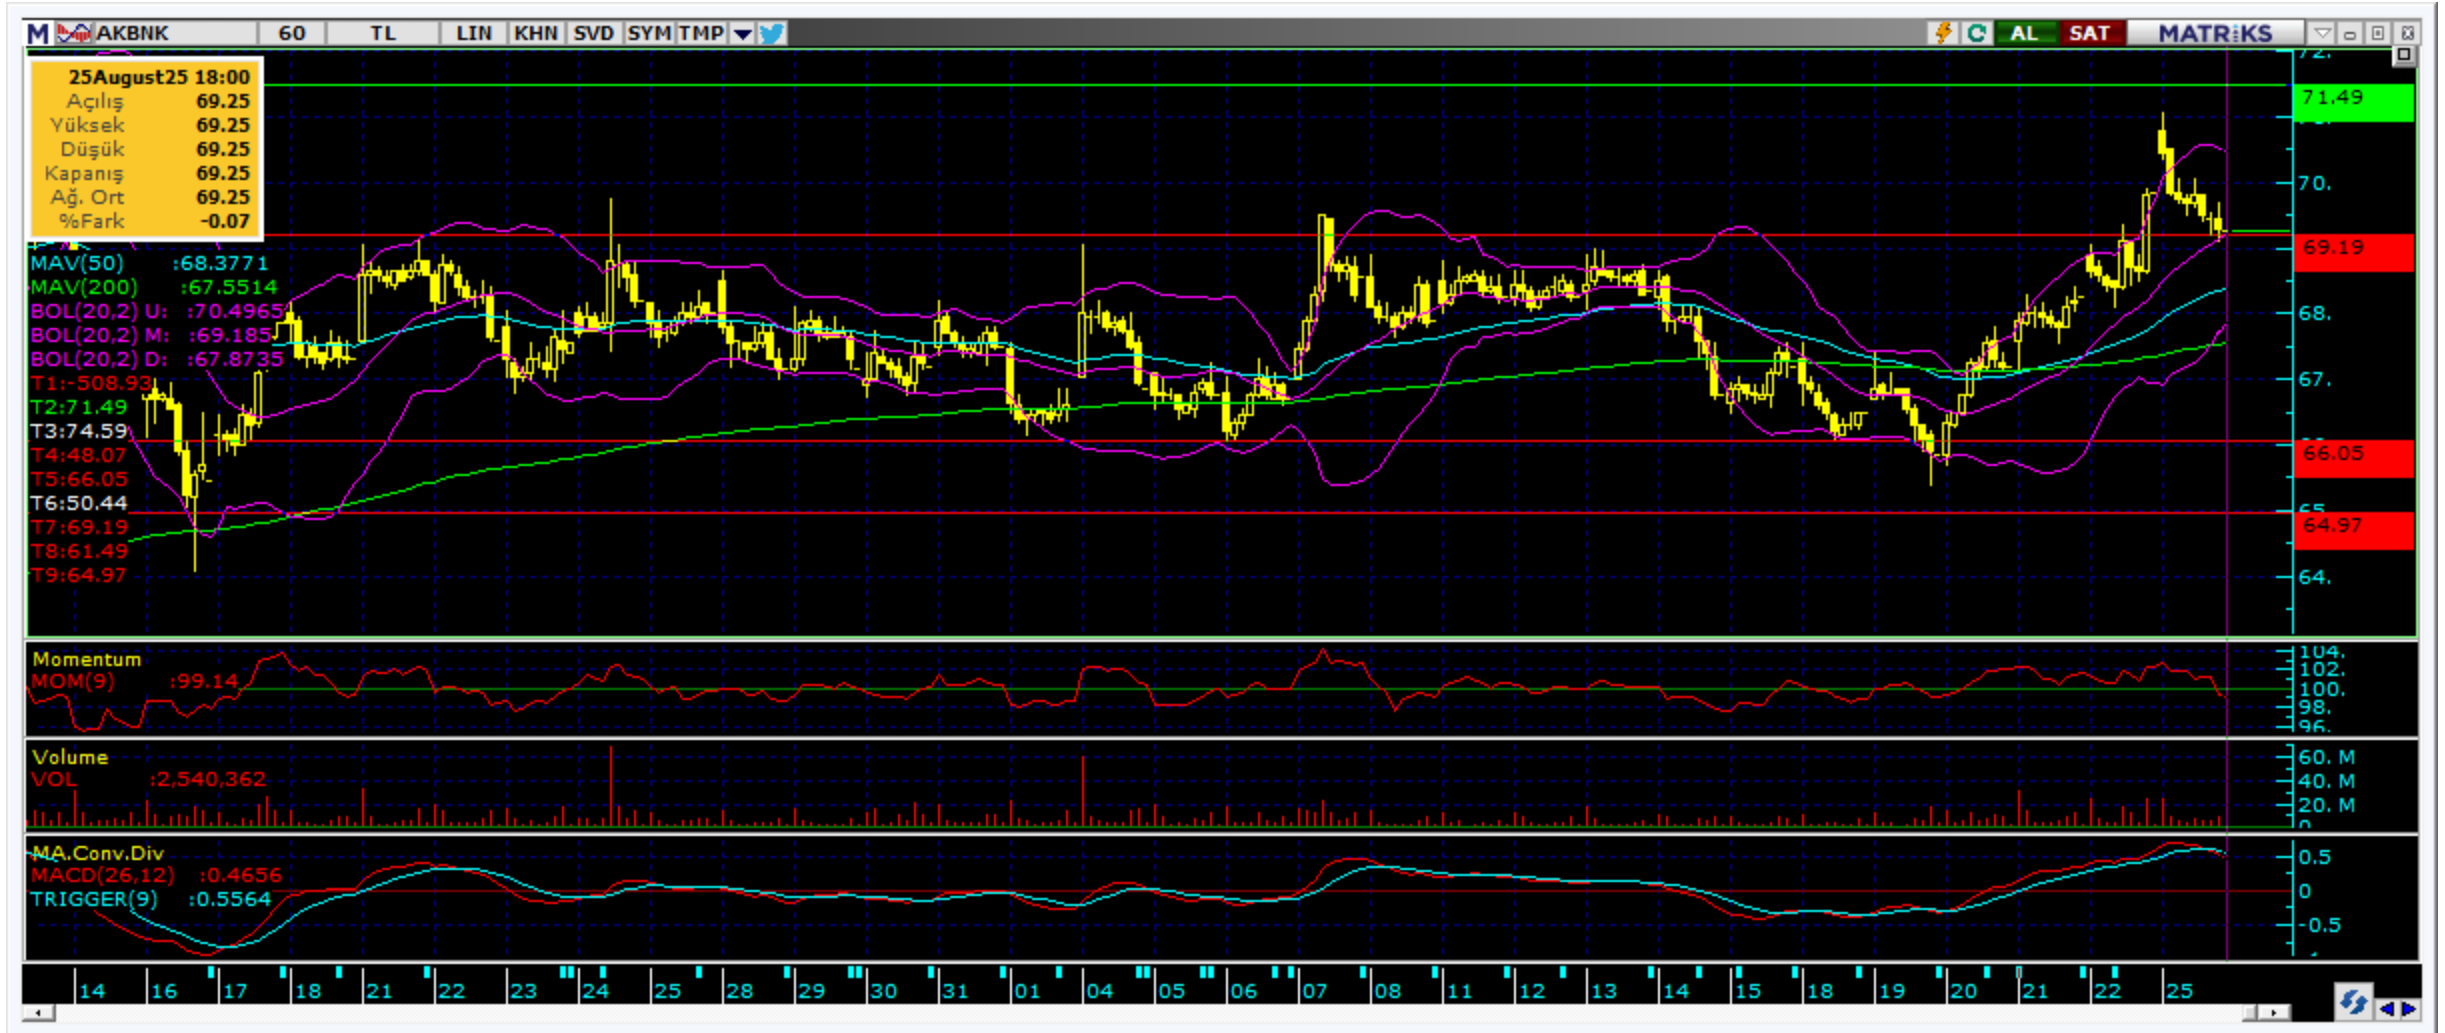 M AKBNK 60 TL LIN KHN SVD SYM TMP AL SAT MATRiKS
25August25 18:00
Açılış 69.25
Yüksek 69.25
Düşük 69.25
Kapanış 69.25
Ağ. Ort 69.25
%Fark -0.07
MAV(50) :68.3771
MAV(200) :67.5514
BOL(20,2) U: :70.4965
BOL(20,2) M: :69.185
BOL(20,2) D: :67.8735
T1:-508.93
T2:71.49
T3:74.59
T4:48.07
T5:66.05
T6:50.44
T7:69.19
T8:61.49
T9:64.97
72.
71.49
70.
69.19
68.
67.
66.05
65.
64.97
64.
Momentum
MOM(9) :99.14
104.
102.
100.
98.
96.
Volume
VOL :2,540,362
60. M
40. M
20. M
0
MA.Conv.Div
MACD(26,12) :0.4656
TRIGGER(9) :0.5564
0.5
0
-0.5
14 16 17 18 21 22 23 24 25 28 29 30 31 01 04 05 06 07 08 11 12 13 14 15 18 19 20 21 22 25